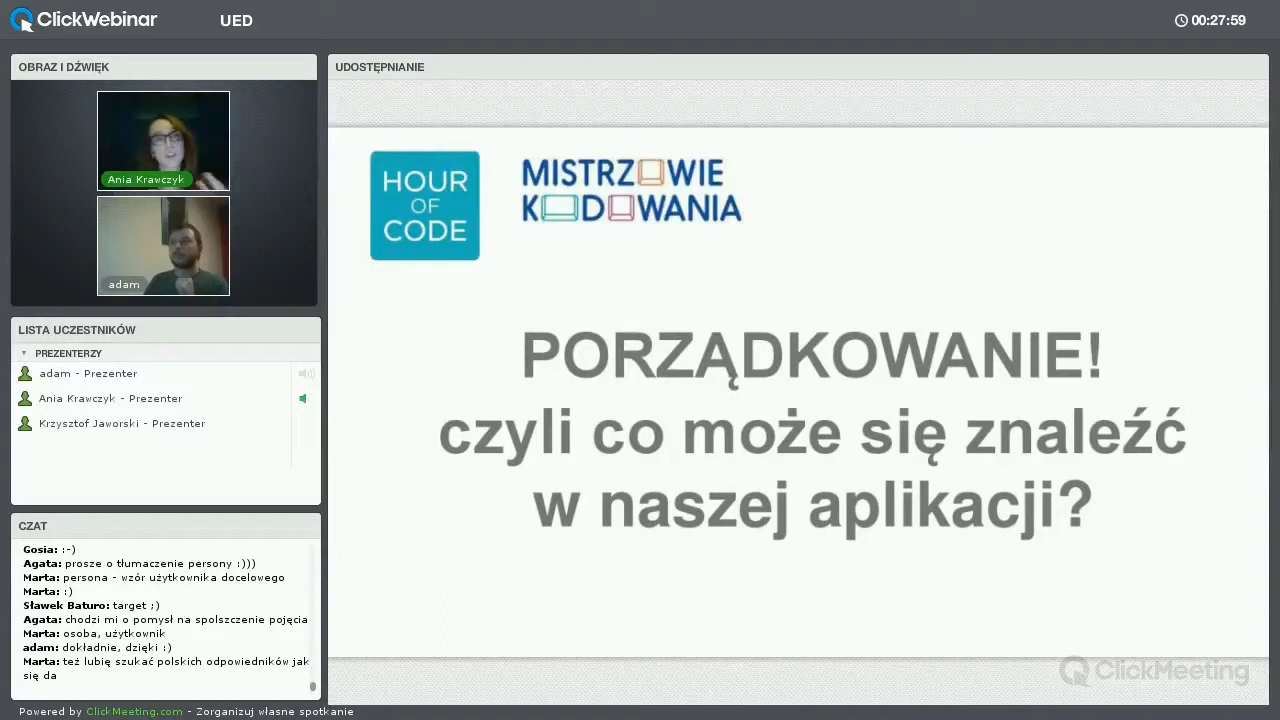 ClickWebinar
UED
00:27:59
OBRAZ I DŹWIĘK
Ania Krawczyk
adam
LISTA UCZESTNIKÓW
PREZENTERZY
adam - Prezenter
Ania Krawczyk - Prezenter
Krzysztof Jaworski - Prezenter
CZAT
Gosia: :-)
Agata: prosze o tłumaczenie persony :)))
Marta: persona - wzór użytkownika docelowego
Marta: :)
Sławek Baturo: target ;)
Agata: chodzi mi o pomysł na spolszczenie pojęcia
Marta: osoba, użytkownik
adam: dokładnie, dzięki :)
Marta: też lubię szukać polskich odpowiedników jak
się da
UDOSTĘPNIANIE
HOUR
OF
CODE
MISTRZOWIE
KODOWANIA
PORZĄDKOWANIE!
czyli co może się znaleźć
w naszej aplikacji?
ClickMeeting
Powered by ClickMeeting.com - Zorganizuj własne spotkanie